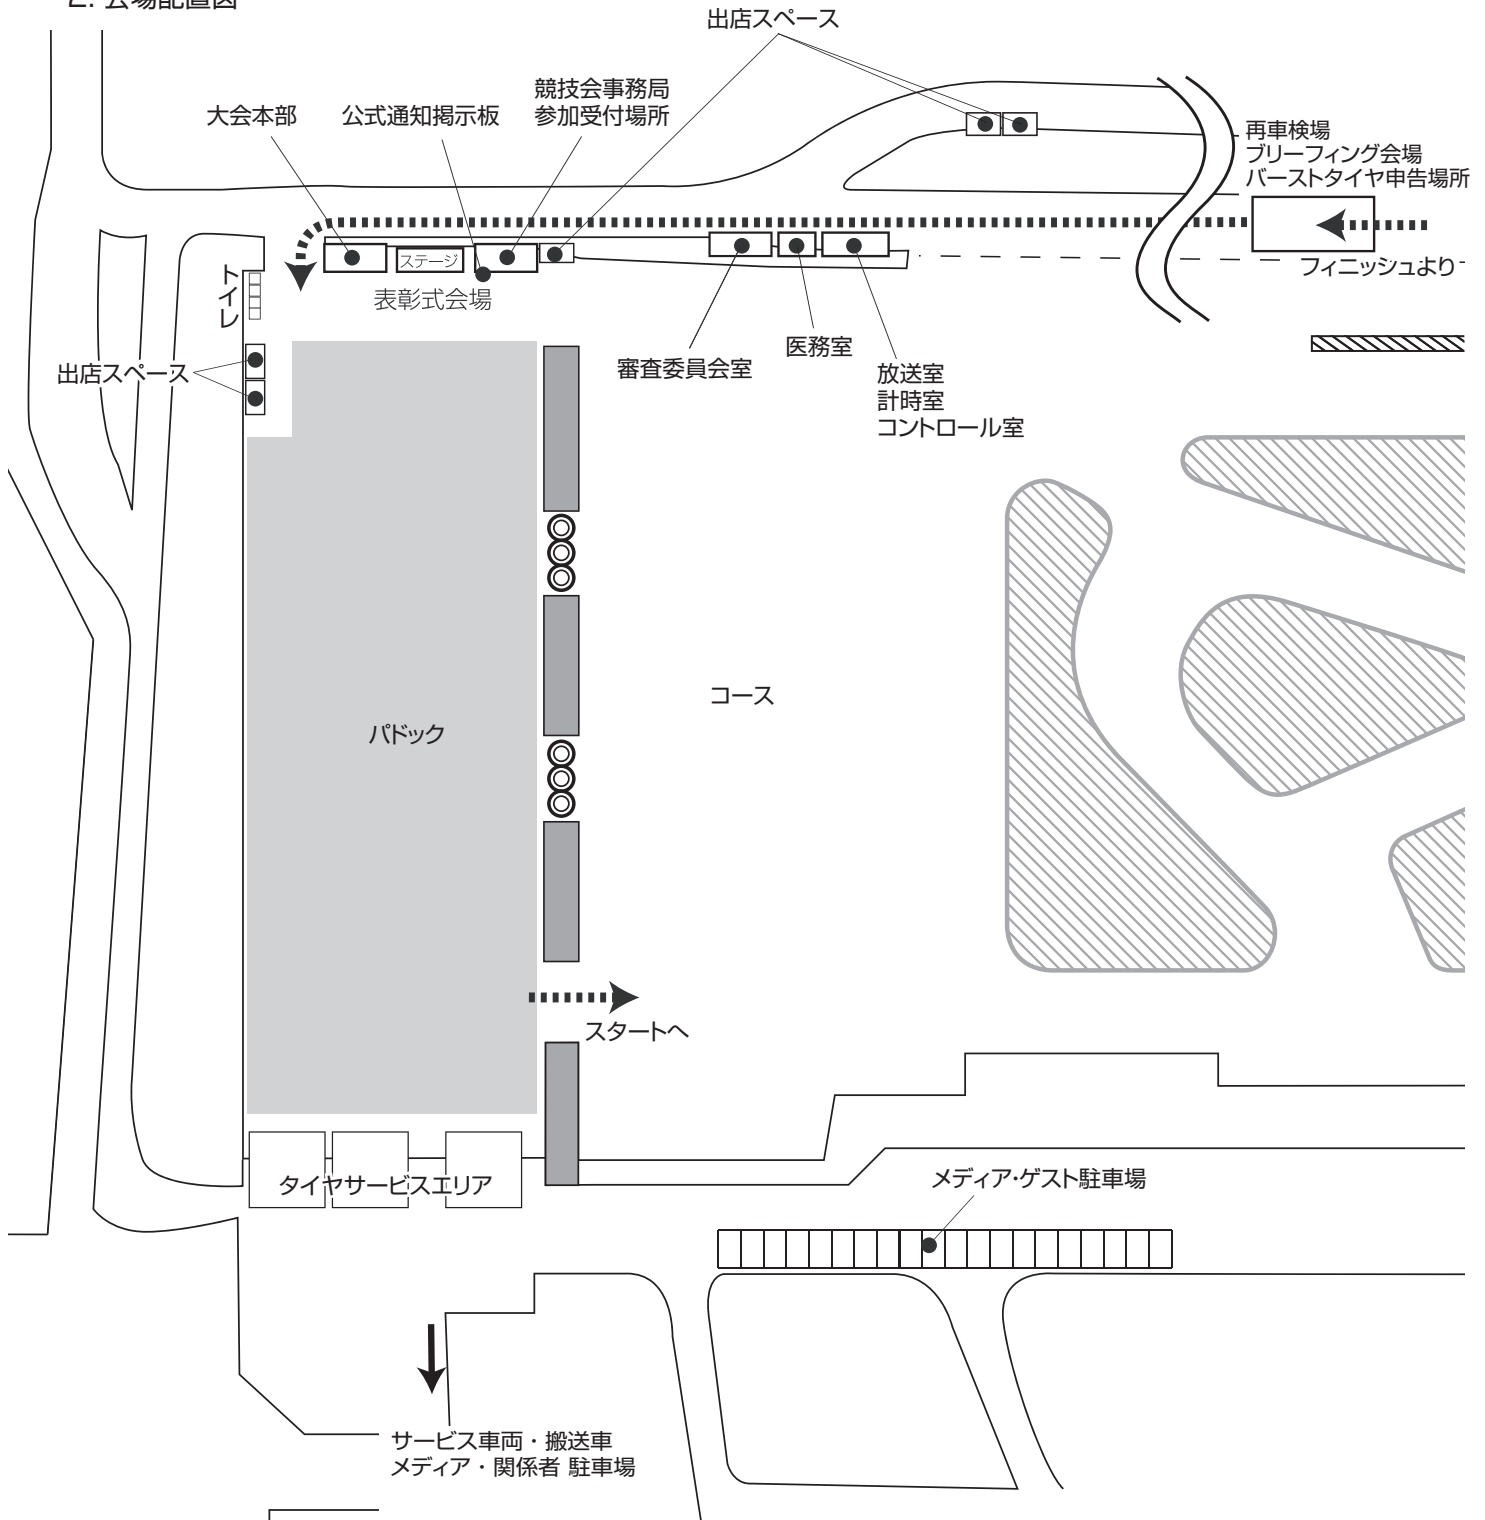 2. 会場配置図
出店スペース
競技会事務局
参加受付場所
大会本部
公式通知掲示板
再車検場
ブリーフィング会場
バーストタイヤ申告場所
ステージ
フィニッシュより
トイレ
表彰式会場
医務室
審査委員会室
放送室
計時室
コントロール室
出店スペース
コース
パドック
スタートへ
メディア・ゲスト駐車場
タイヤサービスエリア
サービス車両・搬送車
メディア・関係者 駐車場